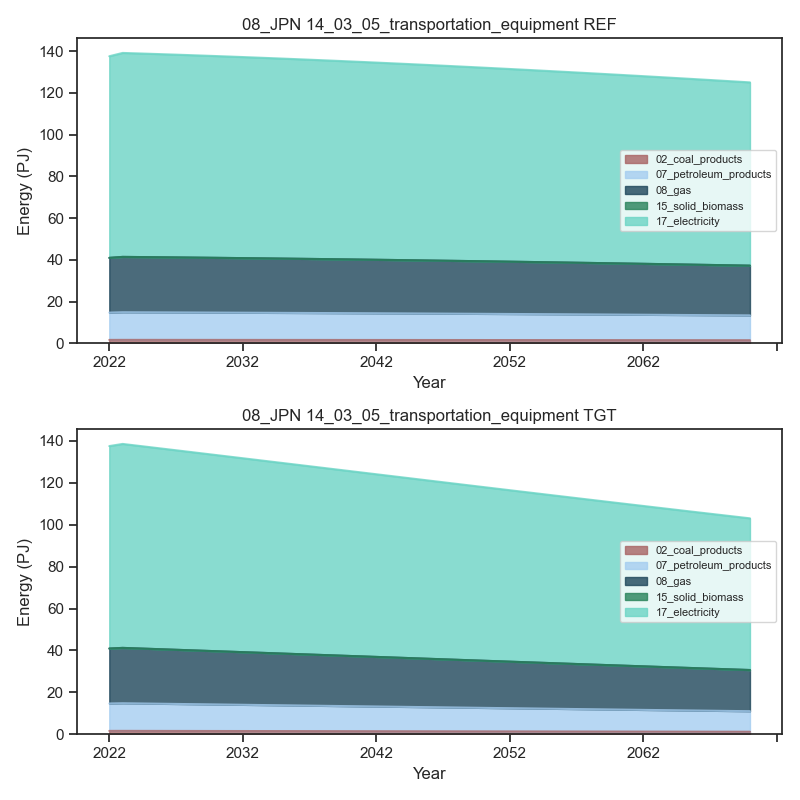 08_JPN 14_03_05_transportation_equipment REF
Energy (PJ)
140
120
100
80
60
40
20
0
02_coal_products
07_petroleum_products
08_gas
15_solid_biomass
17_electricity
2022 2032 2042 2052 2062
Year
08_JPN 14_03_05_transportation_equipment TGT
Energy (PJ)
140
120
100
80
60
40
20
0
02_coal_products
07_petroleum_products
08_gas
15_solid_biomass
17_electricity
2022 2032 2042 2052 2062
Year